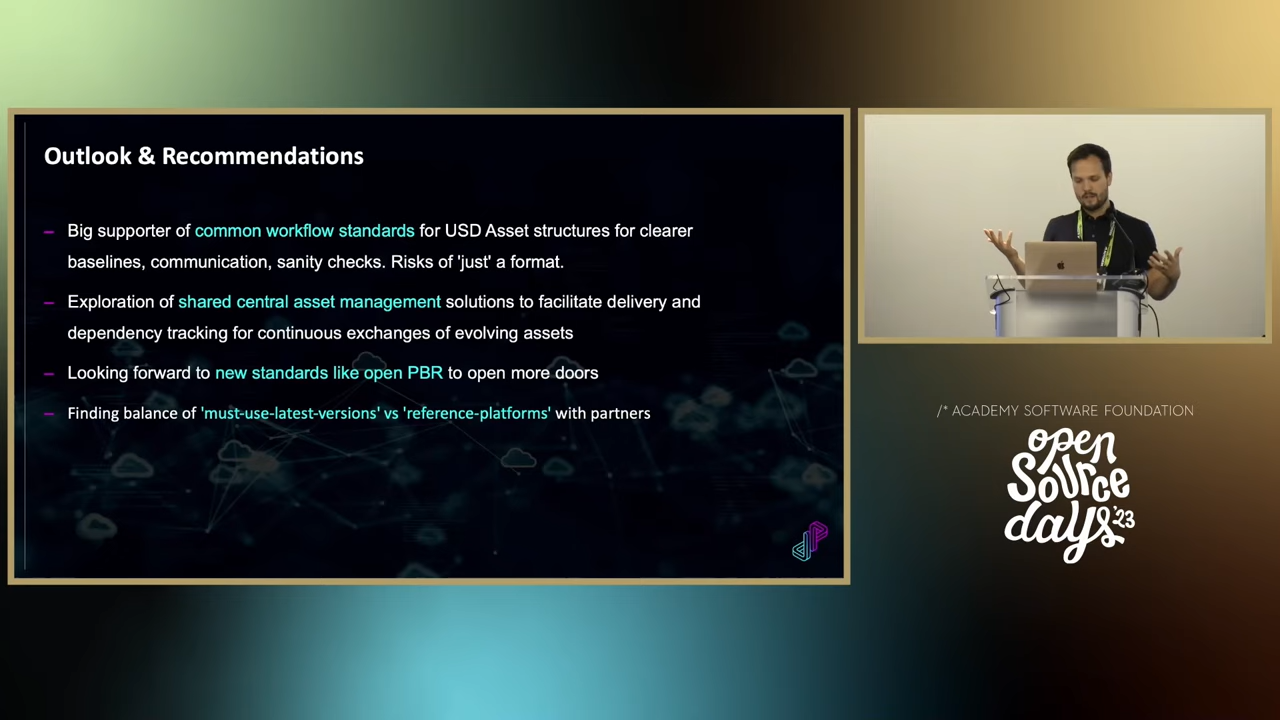 Outlook & Recommendations
– Big supporter of common workflow standards for USD Asset structures for clearer
baselines, communication, sanity checks. Risks of 'just' a format.
– Exploration of shared central asset management solutions to facilitate delivery and
dependency tracking for continuous exchanges of evolving assets
– Looking forward to new standards like open PBR to open more doors
– Finding balance of 'must-use-latest-versions' vs 'reference-platforms' with partners
/* ACADEMY SOFTWARE FOUNDATION
open
Source
days '23